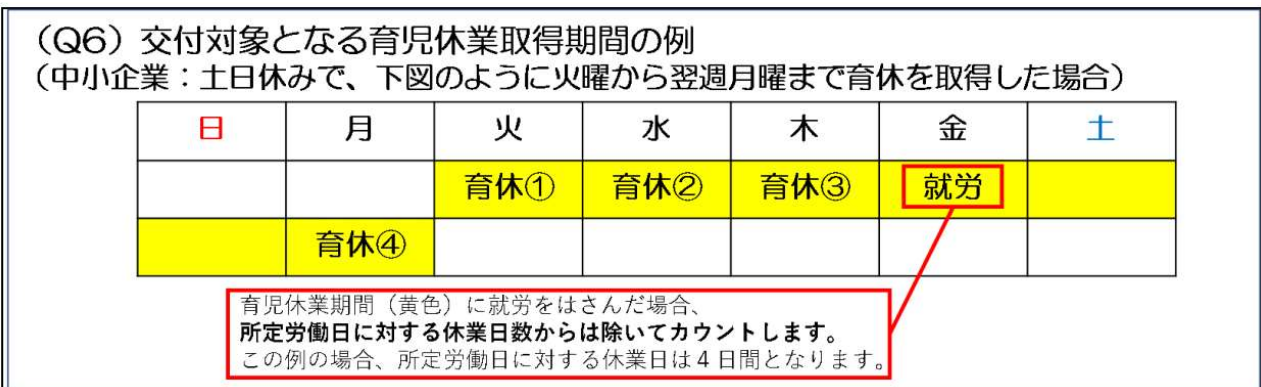 （Q6）交付対象となる育児休業取得期間の例
（中小企業：土日休みで、下図のように火曜から翌週月曜まで育休を取得した場合）
日 月 火 水 木 金 土
育休① 育休② 育休③ 就労
育休④
育児休業期間（黄色）に就労をはさんだ場合、
所定労働日に対する休業日数からは除いてカウントします。
この例の場合、所定労働日に対する休業日は４日間となります。